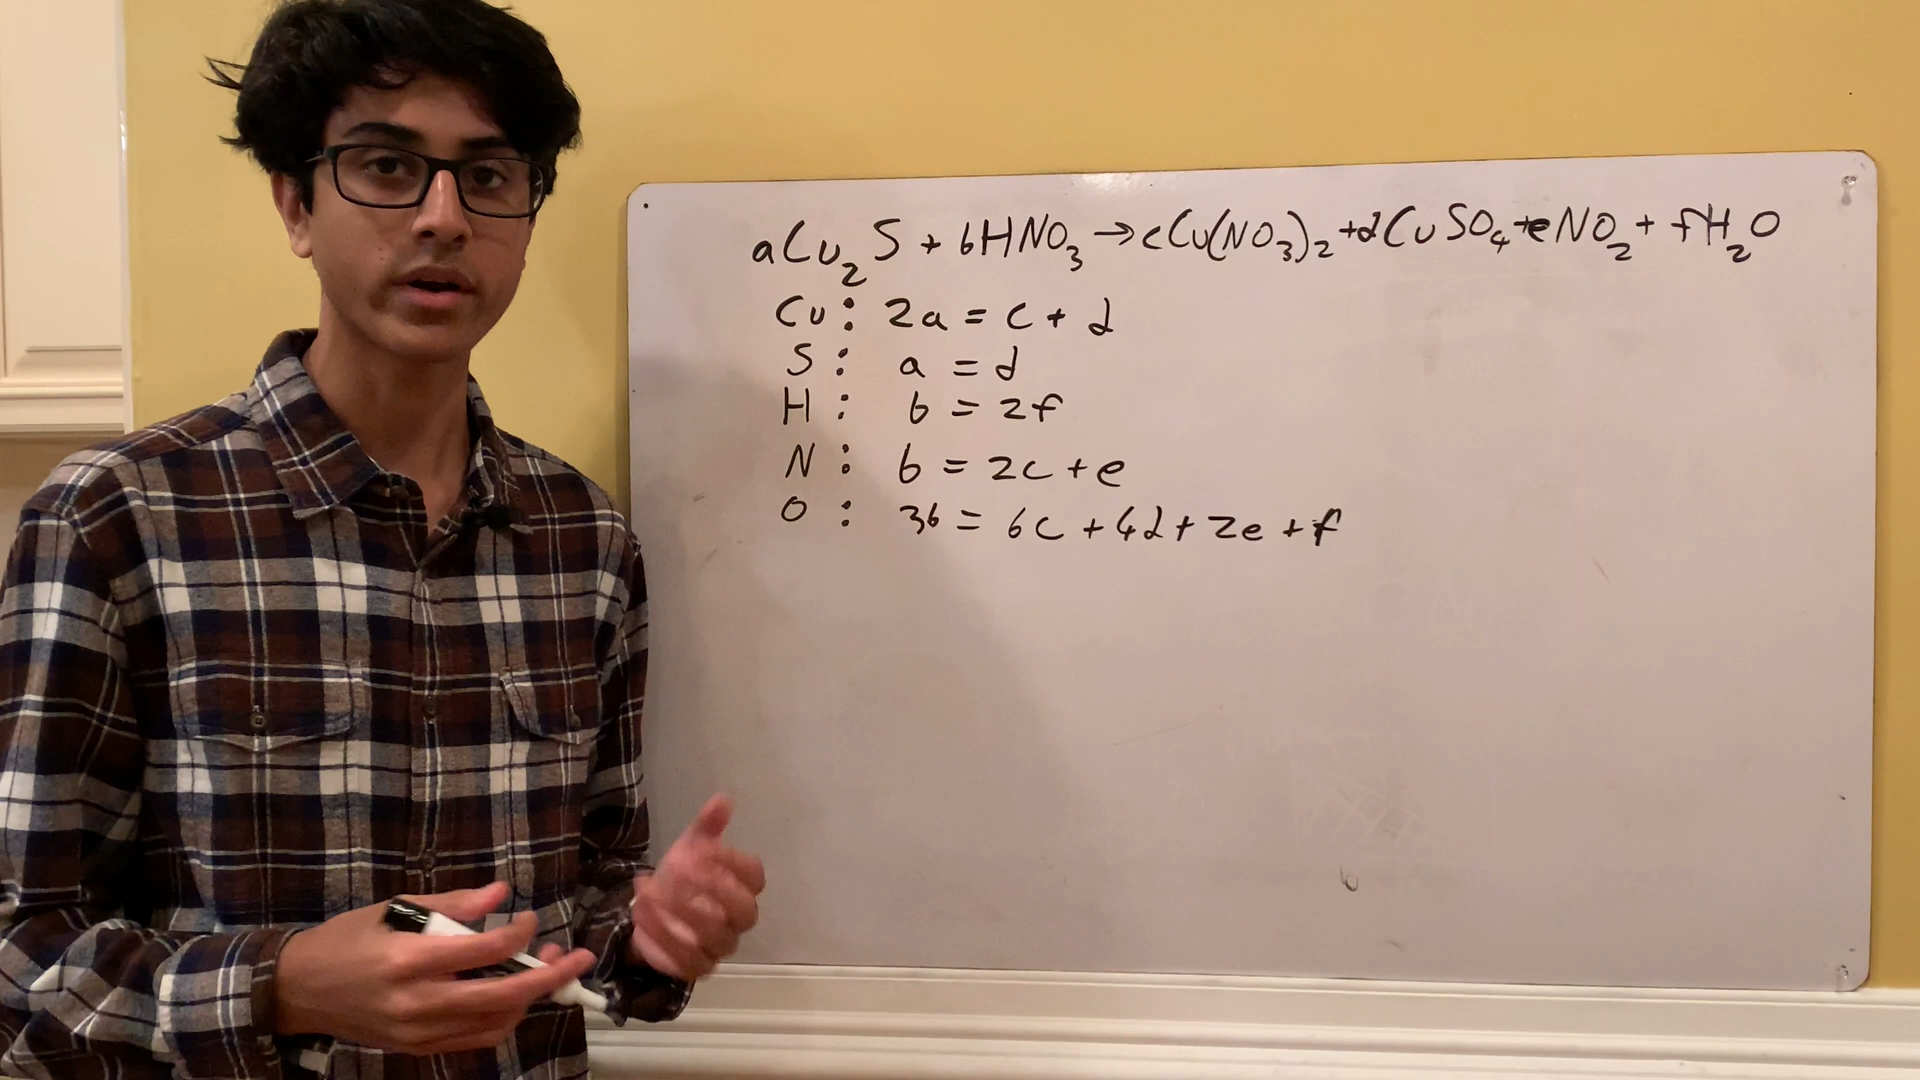 aCu₂S + bHNO₃ → cCu(NO₃)₂ + dCuSO₄ + eNO₂ + fH₂O
Cu: 2a = c + d
S: a = d
H: b = 2f
N: b = 2c + e
O: 3b = 6c + 4d + 2e + f